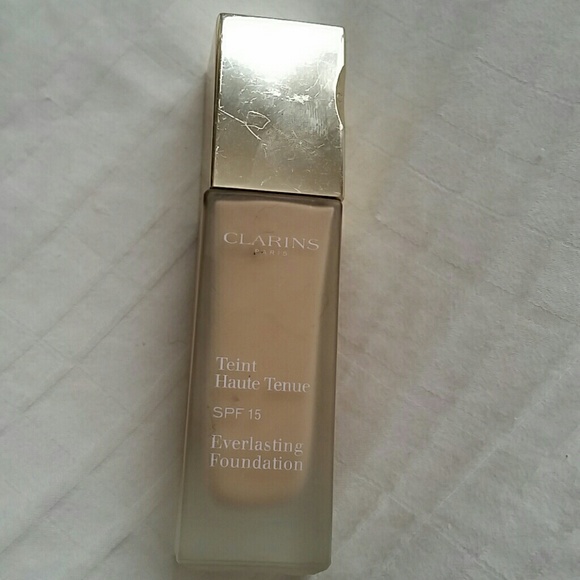 CLARINS
PARIS
Teint
Haute Tenue
SPF 15
Everlasting
Foundation